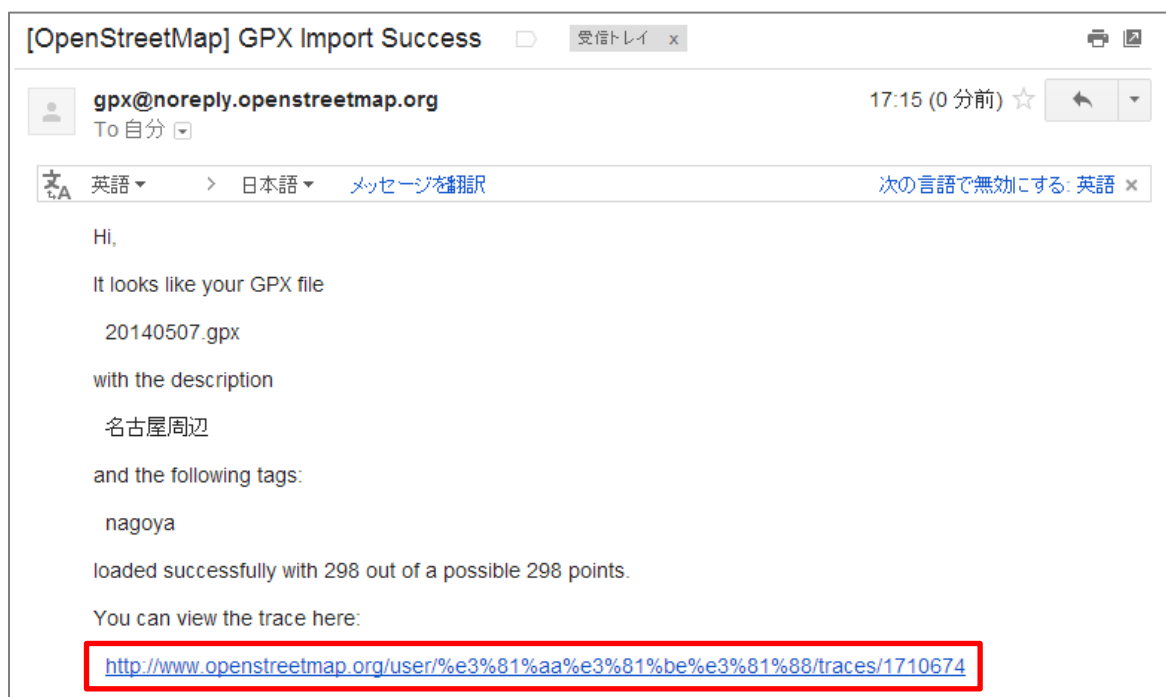 [OpenStreetMap] GPX Import Success 受信トレイ x
gpx@noreply.openstreetmap.org 17:15 (0 分前)
To 自分
英語 > 日本語 メッセージを翻訳 次の言語で無効にする: 英語 ×
Hi,
It looks like your GPX file
20140507.gpx
with the description
名古屋周辺
and the following tags:
nagoya
loaded successfully with 298 out of a possible 298 points.
You can view the trace here:
http://www.openstreetmap.org/user/%e3%81%aa%e3%81%be%e3%81%88/traces/1710674